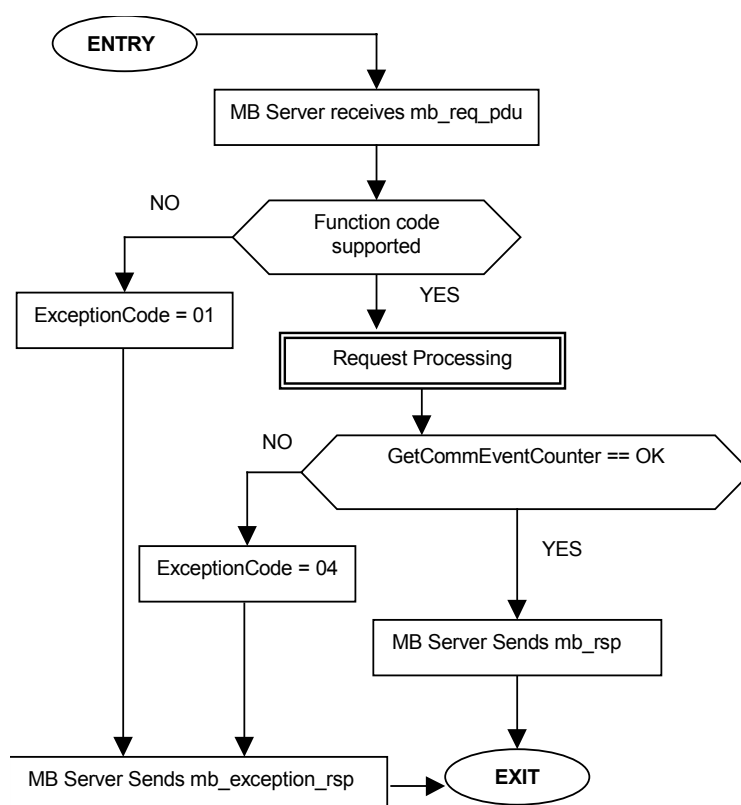 ENTRY
MB Server receives mb_req_pdu
NO
Function code
supported
YES
ExceptionCode = 01
Request Processing
NO
GetCommEventCounter == OK
YES
ExceptionCode = 04
MB Server Sends mb_rsp
MB Server Sends mb_exception_rsp
EXIT